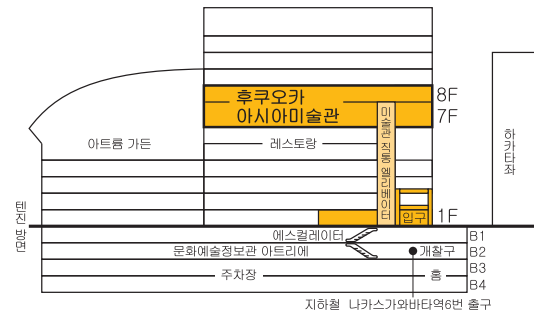 후쿠오카
아시아미술관
8F
7F
미술관 직통 엘리베이터
아트륨 가든
레스토랑
하카타좌
텐진 방면
입구
1F
에스컬레이터
B1
문화예술정보관 아트리에
개찰구
B2
주차장
홈
B3
B4
지하철 나카스가와바타역6번 출구